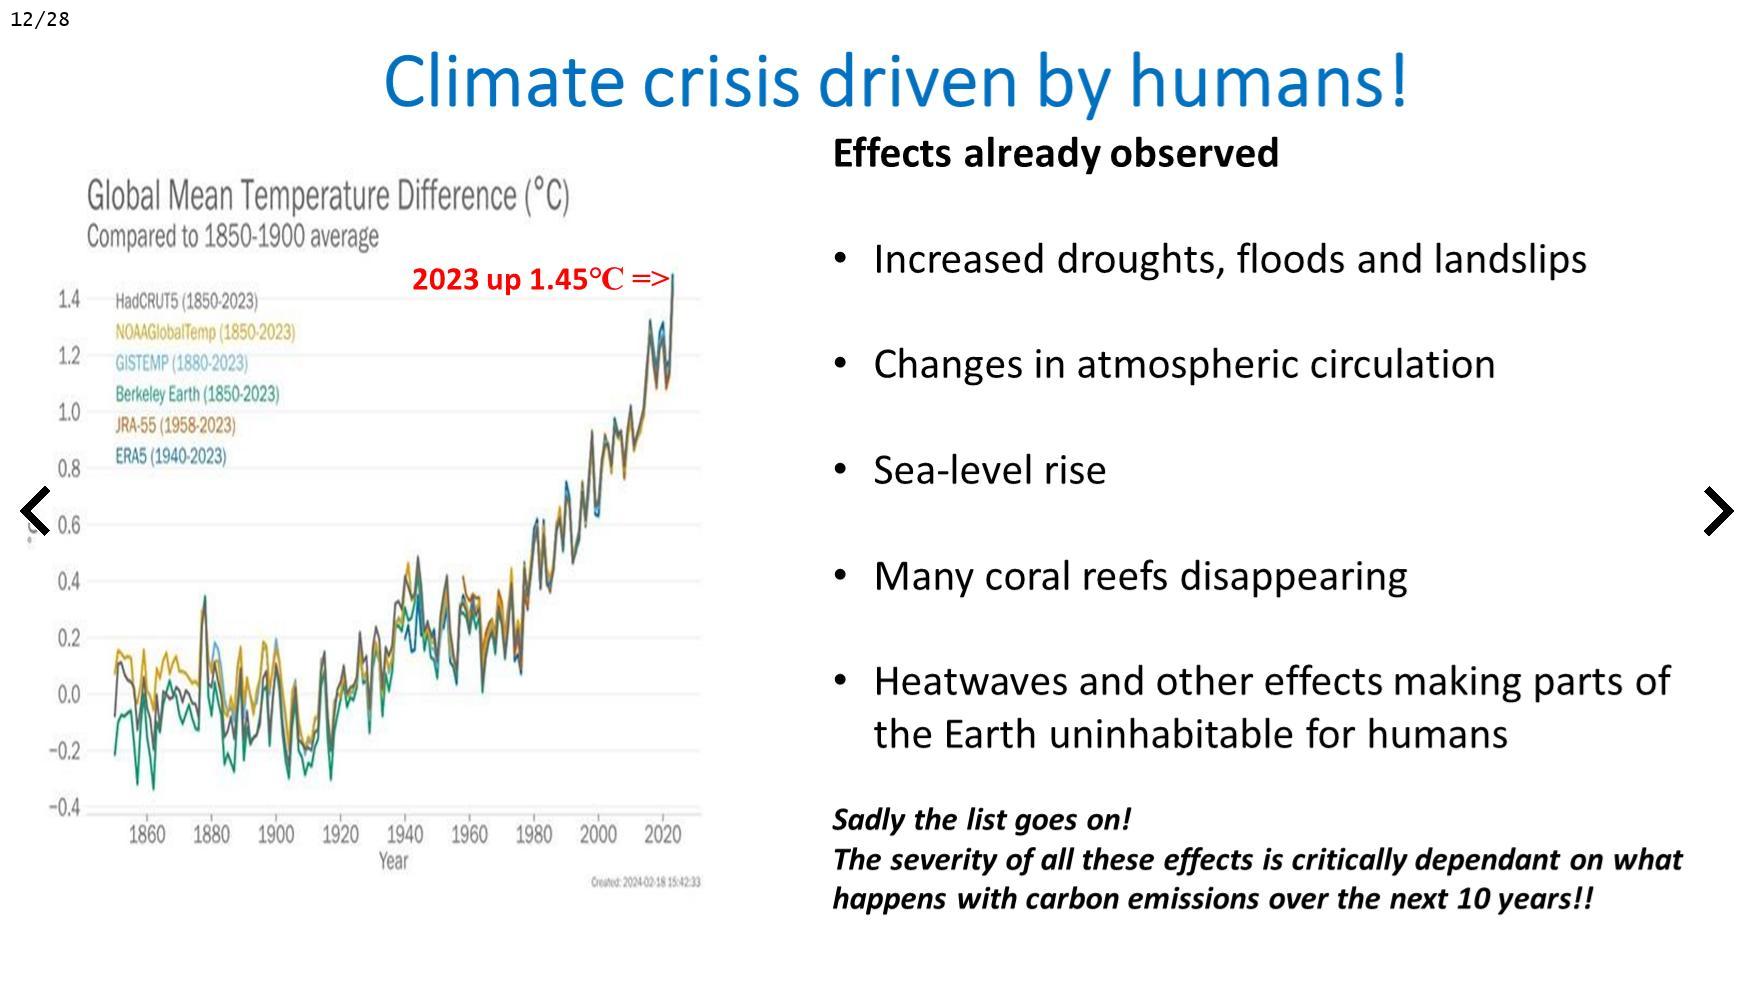 12/28
Climate crisis driven by humans!
Global Mean Temperature Difference (°C)
Compared to 1850-1900 average
2023 up 1.45°C =>
HadCRUT5 (1850-2023)
NOAAGlobalTemp (1850-2023)
GISTEMP (1880-2023)
Berkeley Earth (1850-2023)
JRA-55 (1958-2023)
ERA5 (1940-2023)
1.4
1.2
1.0
0.8
0.6
0.4
0.2
0.0
−0.2
−0.4
1860 1880 1900 1920 1940 1960 1980 2000 2020
Year
Created: 2024-02-18 15:42:33
Effects already observed
• Increased droughts, floods and landslips
• Changes in atmospheric circulation
• Sea-level rise
• Many coral reefs disappearing
• Heatwaves and other effects making parts of
the Earth uninhabitable for humans
Sadly the list goes on!
The severity of all these effects is critically dependant on what
happens with carbon emissions over the next 10 years!!